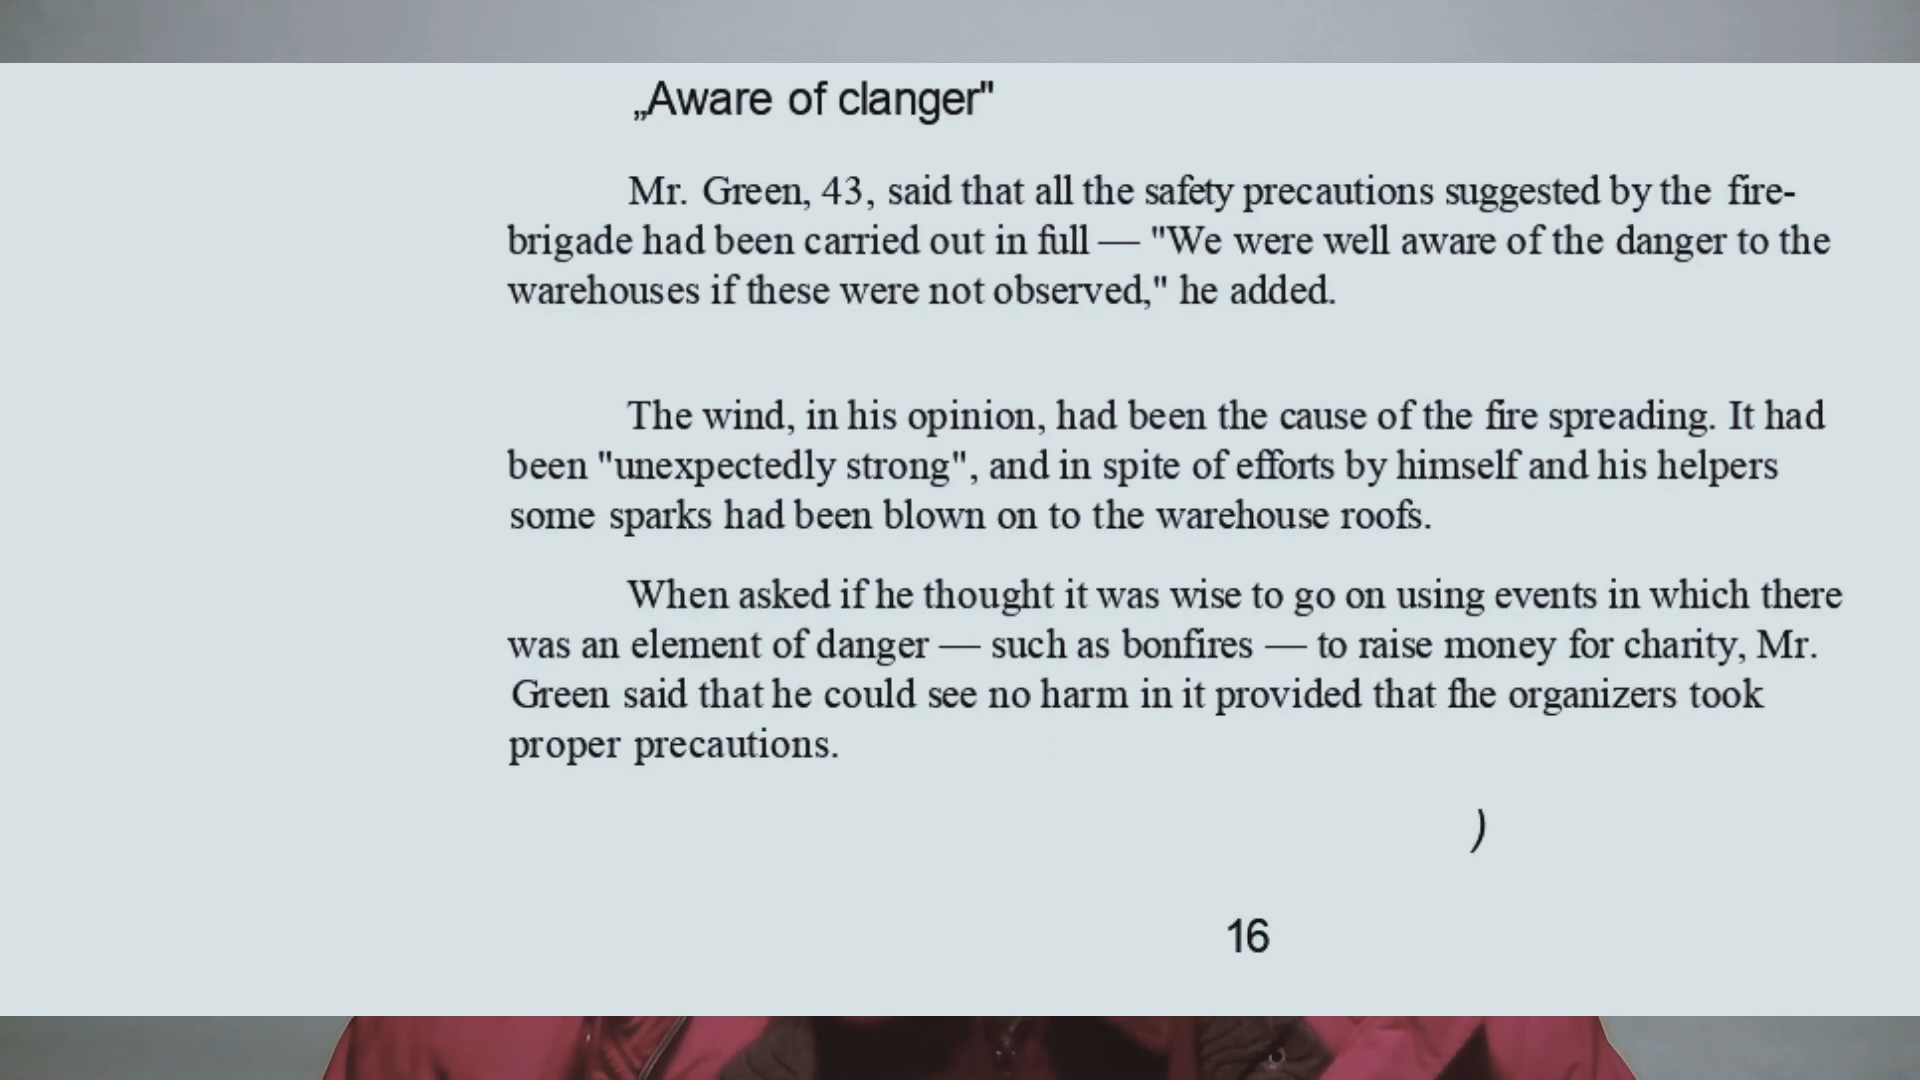 „Aware of clanger"
Mr. Green, 43, said that all the safety precautions suggested by the fire-
brigade had been carried out in full — "We were well aware of the danger to the
warehouses if these were not observed," he added.
The wind, in his opinion, had been the cause of the fire spreading. It had
been "unexpectedly strong", and in spite of efforts by himself and his helpers
some sparks had been blown on to the warehouse roofs.
When asked if he thought it was wise to go on using events in which there
was an element of danger — such as bonfires — to raise money for charity, Mr.
Green said that he could see no harm in it provided that fhe organizers took
proper precautions.
)
16